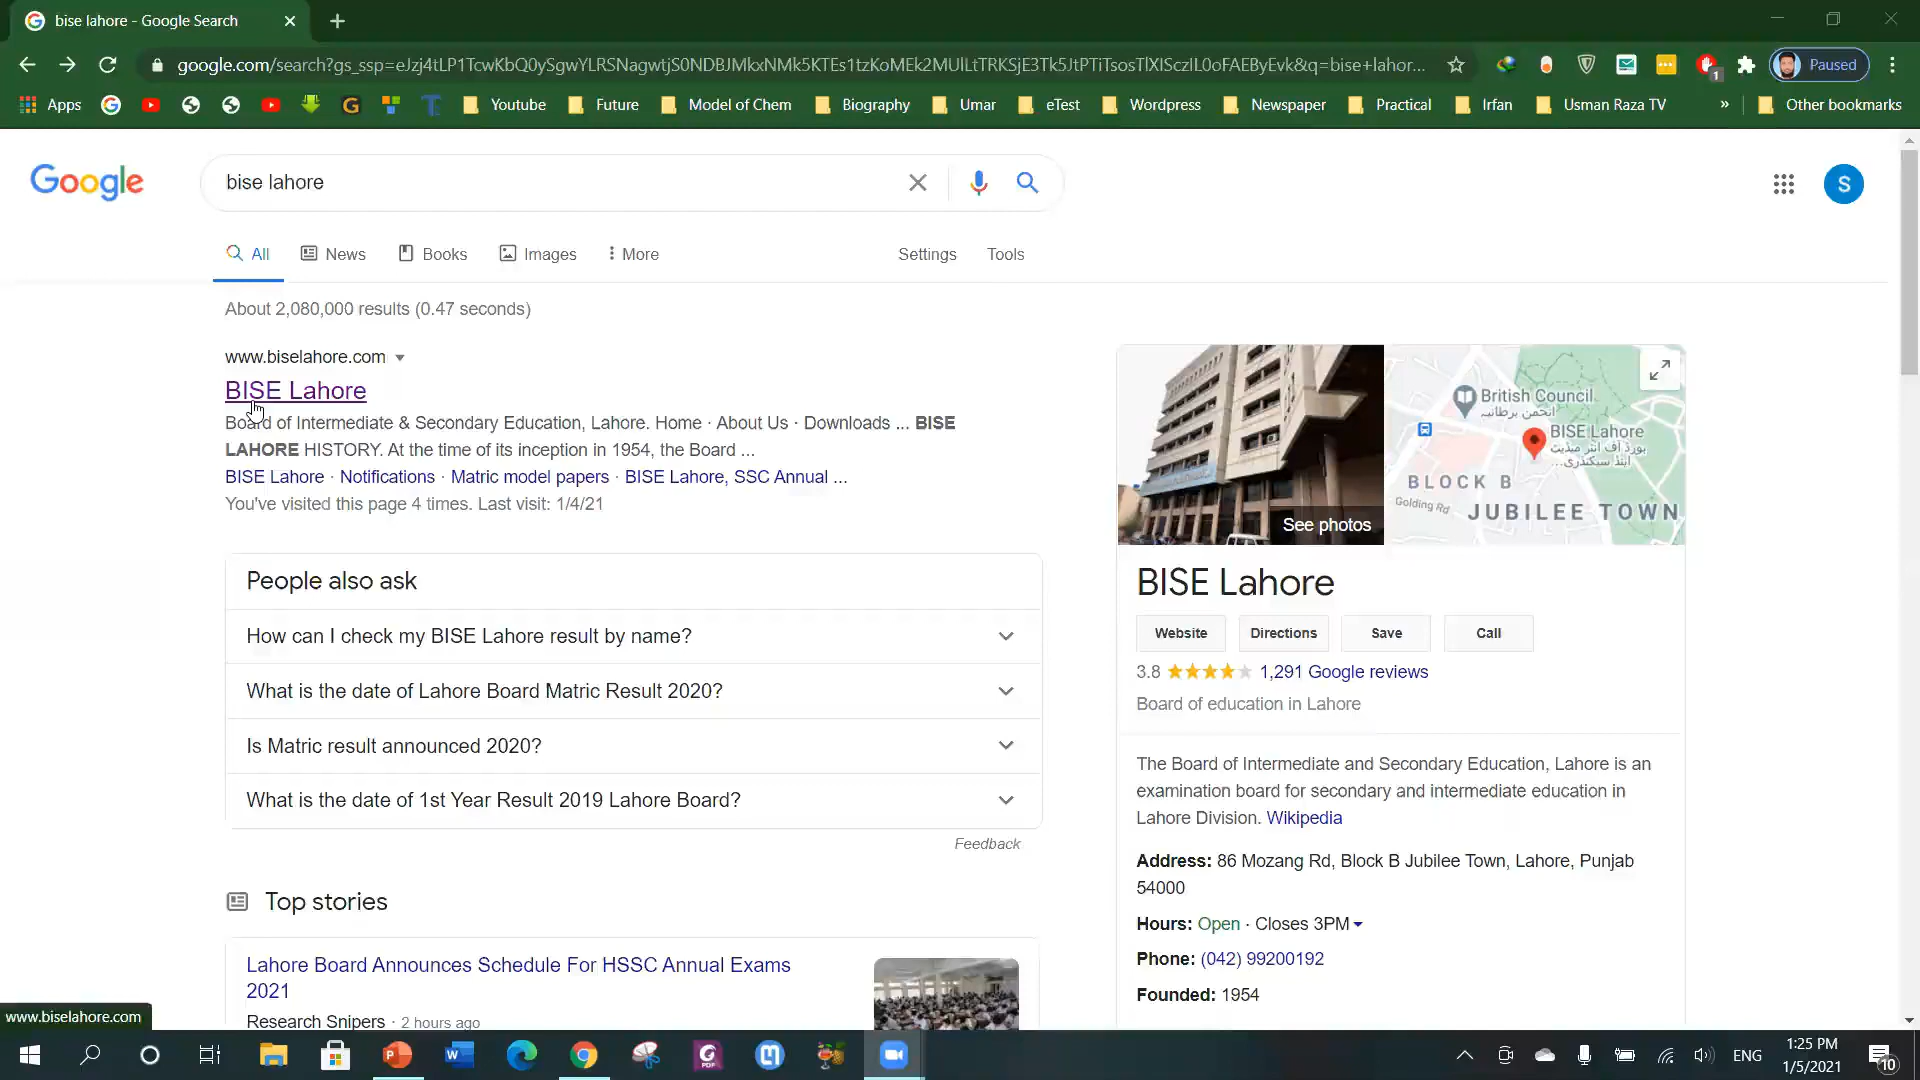 bise lahore - Google Search
google.com/search?gs_ssp=eJzj4tLP1TcwKbQ0ySgwYLRSNagwtjS0NDBJMkxNMk5KTEs1tzKoMEk2MUlLtTRKSjE3Tk5JtPTiTsosTlXISczIL0oFAEByEvk&q=bise+lahor...
Paused
Apps
Youtube
Future
Model of Chem
Biography
Umar
eTest
Wordpress
Newspaper
Practical
Irfan
Usman Raza TV
»
Other bookmarks
Google
bise lahore
S
All
News
Books
Images
More
Settings
Tools
About 2,080,000 results (0.47 seconds)
www.biselahore.com
BISE Lahore
Board of Intermediate & Secondary Education, Lahore. Home · About Us · Downloads ... BISE
LAHORE HISTORY. At the time of its inception in 1954, the Board ...
BISE Lahore · Notifications · Matric model papers · BISE Lahore, SSC Annual ...
You've visited this page 4 times. Last visit: 1/4/21
People also ask
How can I check my BISE Lahore result by name?
What is the date of Lahore Board Matric Result 2020?
Is Matric result announced 2020?
What is the date of 1st Year Result 2019 Lahore Board?
Feedback
Top stories
Lahore Board Announces Schedule For HSSC Annual Exams
2021
Research Snipers · 2 hours ago
See photos
British Council
انجمن برطانیہ
BISE Lahore
بورڈ آف انٹر میڈیٹ
اینڈ سیکنڈری...
BLOCK B
Golding Rd
JUBILEE TOWN
BISE Lahore
Website
Directions
Save
Call
3.8
1,291 Google reviews
Board of education in Lahore
The Board of Intermediate and Secondary Education, Lahore is an
examination board for secondary and intermediate education in
Lahore Division. Wikipedia
Address: 86 Mozang Rd, Block B Jubilee Town, Lahore, Punjab
54000
Hours: Open · Closes 3PM
Phone: (042) 99200192
Founded: 1954
www.biselahore.com
ENG
1:25 PM
1/5/2021
10